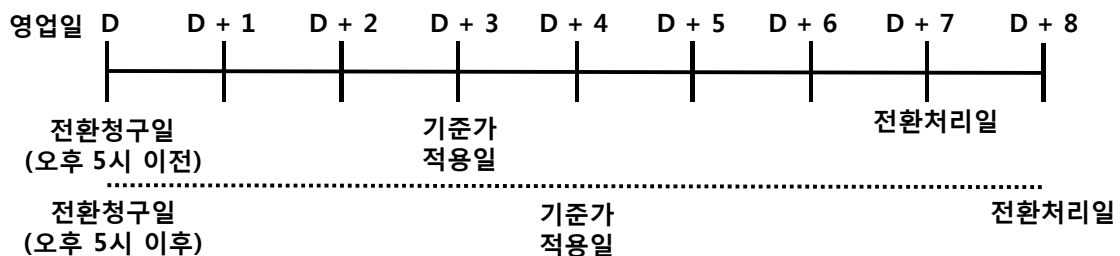 영업일 D D + 1 D + 2 D + 3 D + 4 D + 5 D + 6 D + 7 D + 8
전환청구일 기준가 전환처리일
(오후 5시 이전) 적용일
전환청구일 기준가 전환처리일
(오후 5시 이후) 적용일